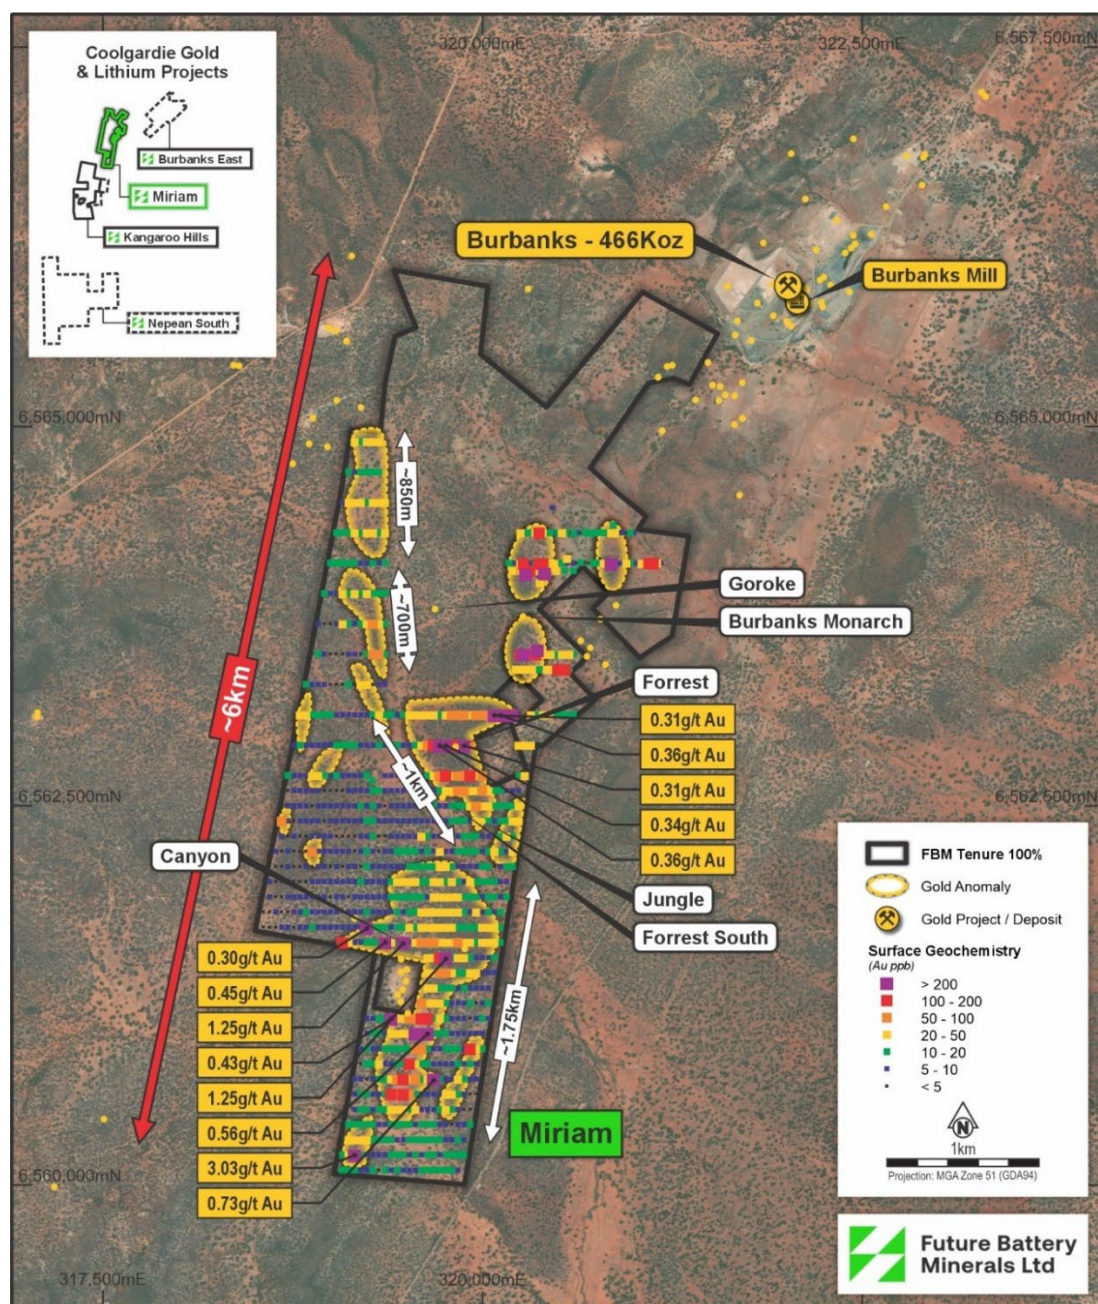 320,000mE
322,500mE
6,567,500mN
Coolgardie Gold
& Lithium Projects
Burbanks East
Miriam
Kangaroo Hills
Nepean South
Burbanks - 466Koz
Burbanks Mill
6,565,000mN
6,565,000mN
~850m
~700m
Goroke
Burbanks Monarch
~6km
Forrest
0.31g/t Au
0.36g/t Au
0.31g/t Au
0.34g/t Au
0.36g/t Au
~1km
6,562,500mN
6,562,500mN
Canyon
Jungle
Forrest South
0.30g/t Au
0.45g/t Au
1.25g/t Au
0.43g/t Au
1.25g/t Au
0.56g/t Au
3.03g/t Au
0.73g/t Au
~1.75km
Miriam
FBM Tenure 100%
Gold Anomaly
Gold Project / Deposit
Surface Geochemistry
(Au ppb)
> 200
100 - 200
50 - 100
20 - 50
10 - 20
5 - 10
< 5
N
1km
Projection: MGA Zone 51 (GDA94)
6,560,000mN
317,500mE
320,000mE
Future Battery
Minerals Ltd